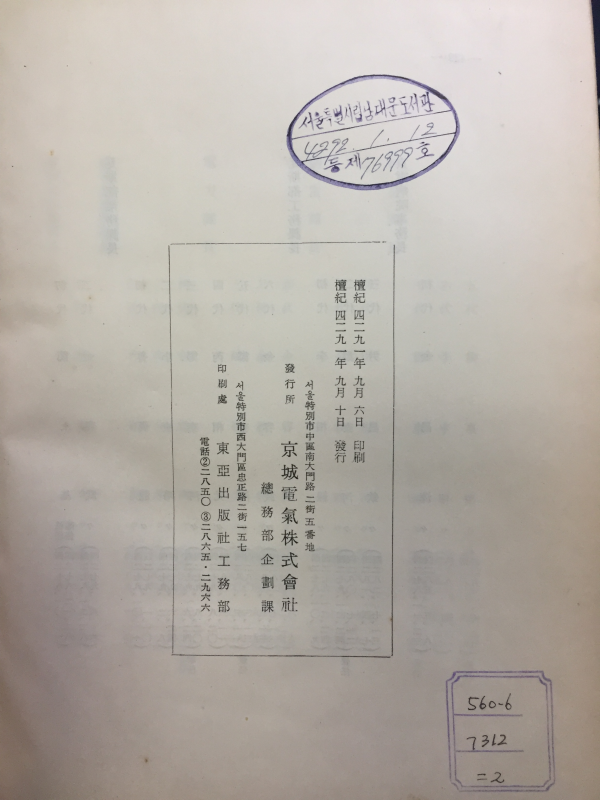 서울특별시립남대문도서관
4292. 1. 12
등제76999호
檀紀 四二九一年 九月 六日 印刷
檀紀 四二九一年 九月 十日 發行
서울特別市中區南大門路二街五番地
發行所 京城電氣株式會社
總務部企劃課
서울特別市西大門區忠正路二街一五七
印刷處 東亞出版社工務部
電話②二八五〇 ③二八六五·二九六六
560-6
7312
=2